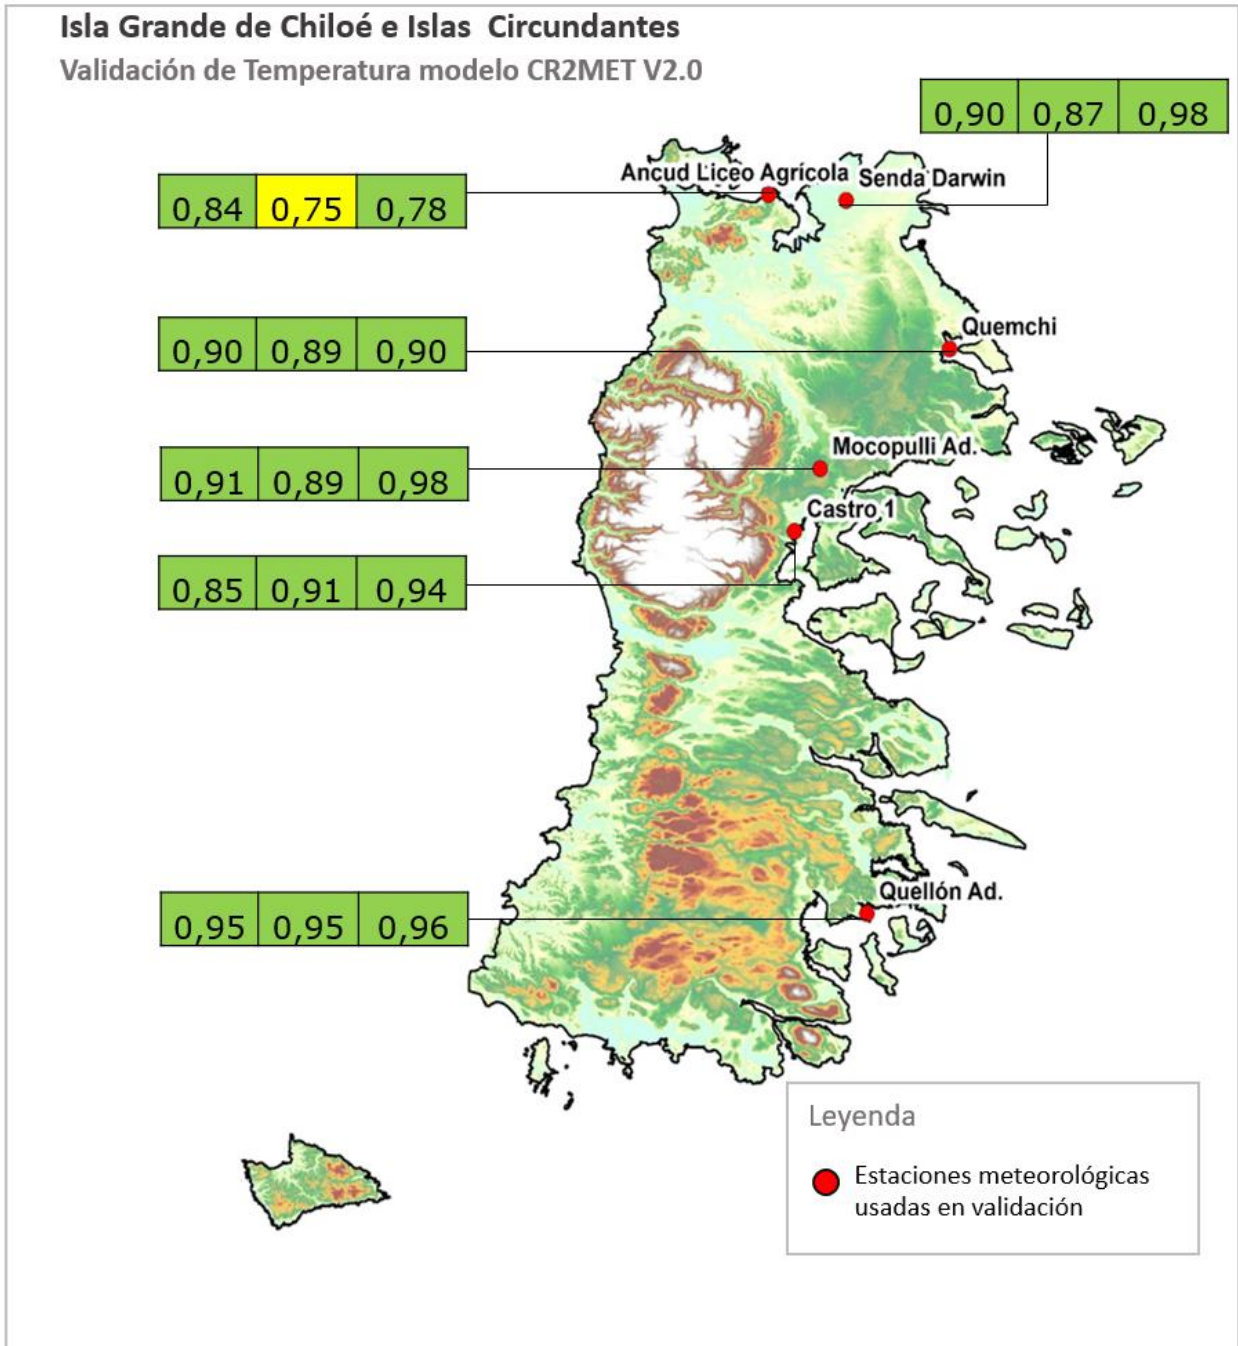 Isla Grande de Chiloé e Islas Circundantes
Validación de Temperatura modelo CR2MET V2.0
0,90 0,87 0,98
Ancud Liceo Agrícola
Senda Darwin
0,84 0,75 0,78
Quemchi
0,90 0,89 0,90
Mocopulli Ad.
0,91 0,89 0,98
Castro 1
0,85 0,91 0,94
Quellón Ad.
0,95 0,95 0,96
Leyenda
Estaciones meteorológicas
usadas en validación